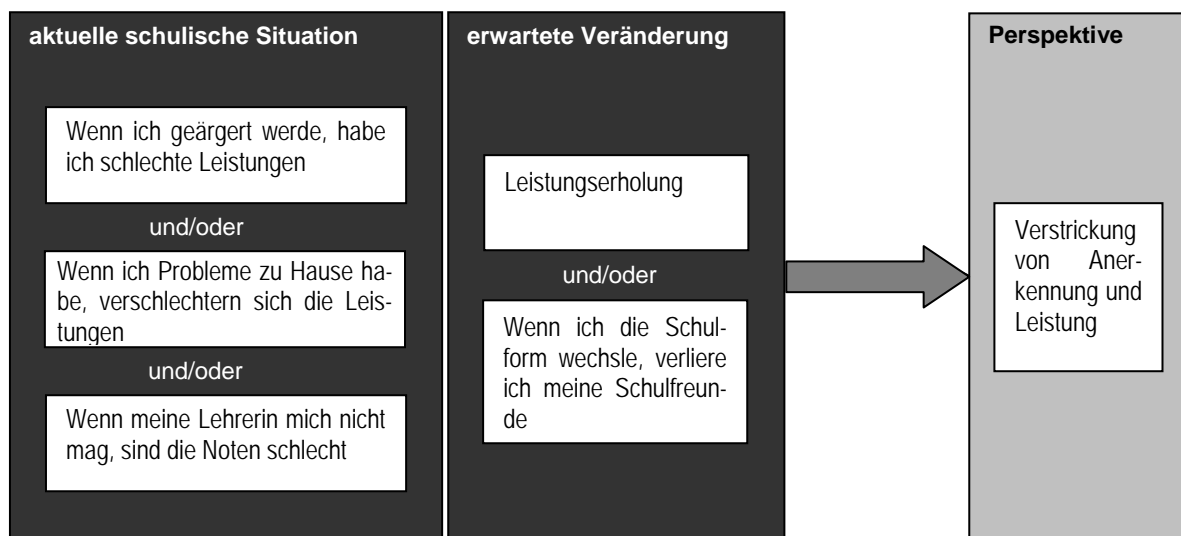 aktuelle schulische Situation
Wenn ich geärgert werde, habe
ich schlechte Leistungen
und/oder
Wenn ich Probleme zu Hause ha-
be, verschlechtern sich die Leis-
tungen
und/oder
Wenn meine Lehrerin mich nicht
mag, sind die Noten schlecht
erwartete Veränderung
Leistungserholung
und/oder
Wenn ich die Schul-
form wechsle, verliere
ich meine Schulfreun-
de
Perspektive
Verstrickung
von Aner-
kennung und
Leistung